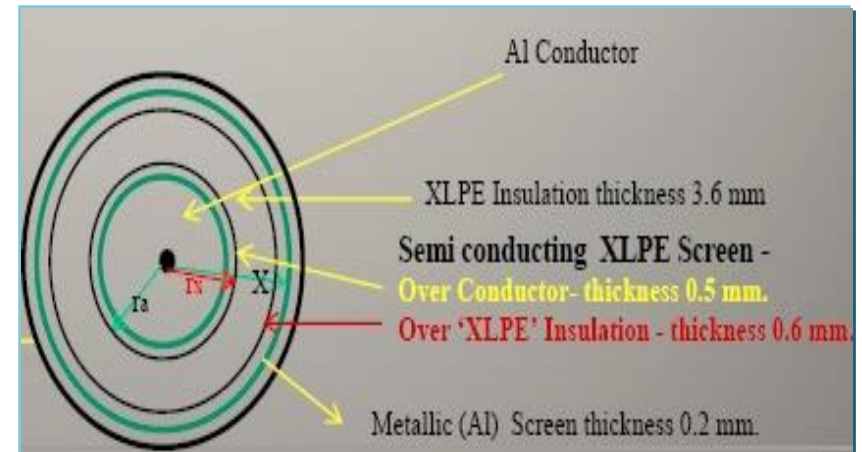 Al Conductor
XLPE Insulation thickness 3.6 mm
Semi conducting XLPE Screen -
Over Conductor- thickness 0.5 mm.
rx
X
ra
Over ‘XLPE’ Insulation - thickness 0.6 mm.
Metallic (Al) Screen thickness 0.2 mm.